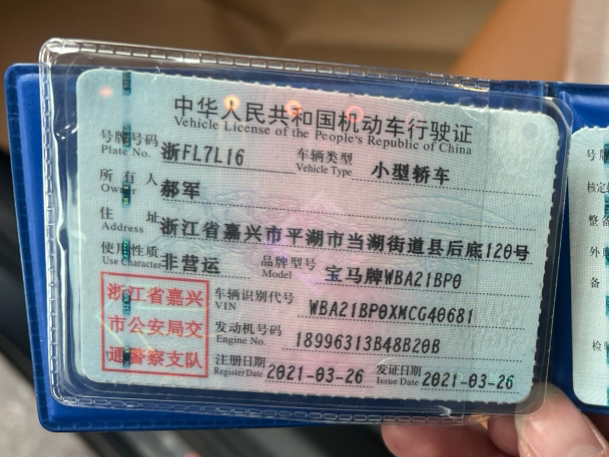 中华人民共和国机动车行驶证
Vehicle License of the People's Republic of China
号牌号码 浙FL7L16 车辆类型 小型轿车
Plate No. Vehicle Type
所有人 郝军
Owner
住址 浙江省嘉兴市平湖市当湖街道县后底120号
Address
使用性质 非营运 品牌型号 宝马牌WBA21BP0
Use Character Model
浙江省嘉兴
市公安局交
通警察支队
车辆识别代号 WBA21BP0XMCG40681
VIN
发动机号码 18996313B48B20B
Engine No.
注册日期 2021-03-26 发证日期 2021-03-26
Register Date Issue Date
号牌
核定
整备
外
备
检